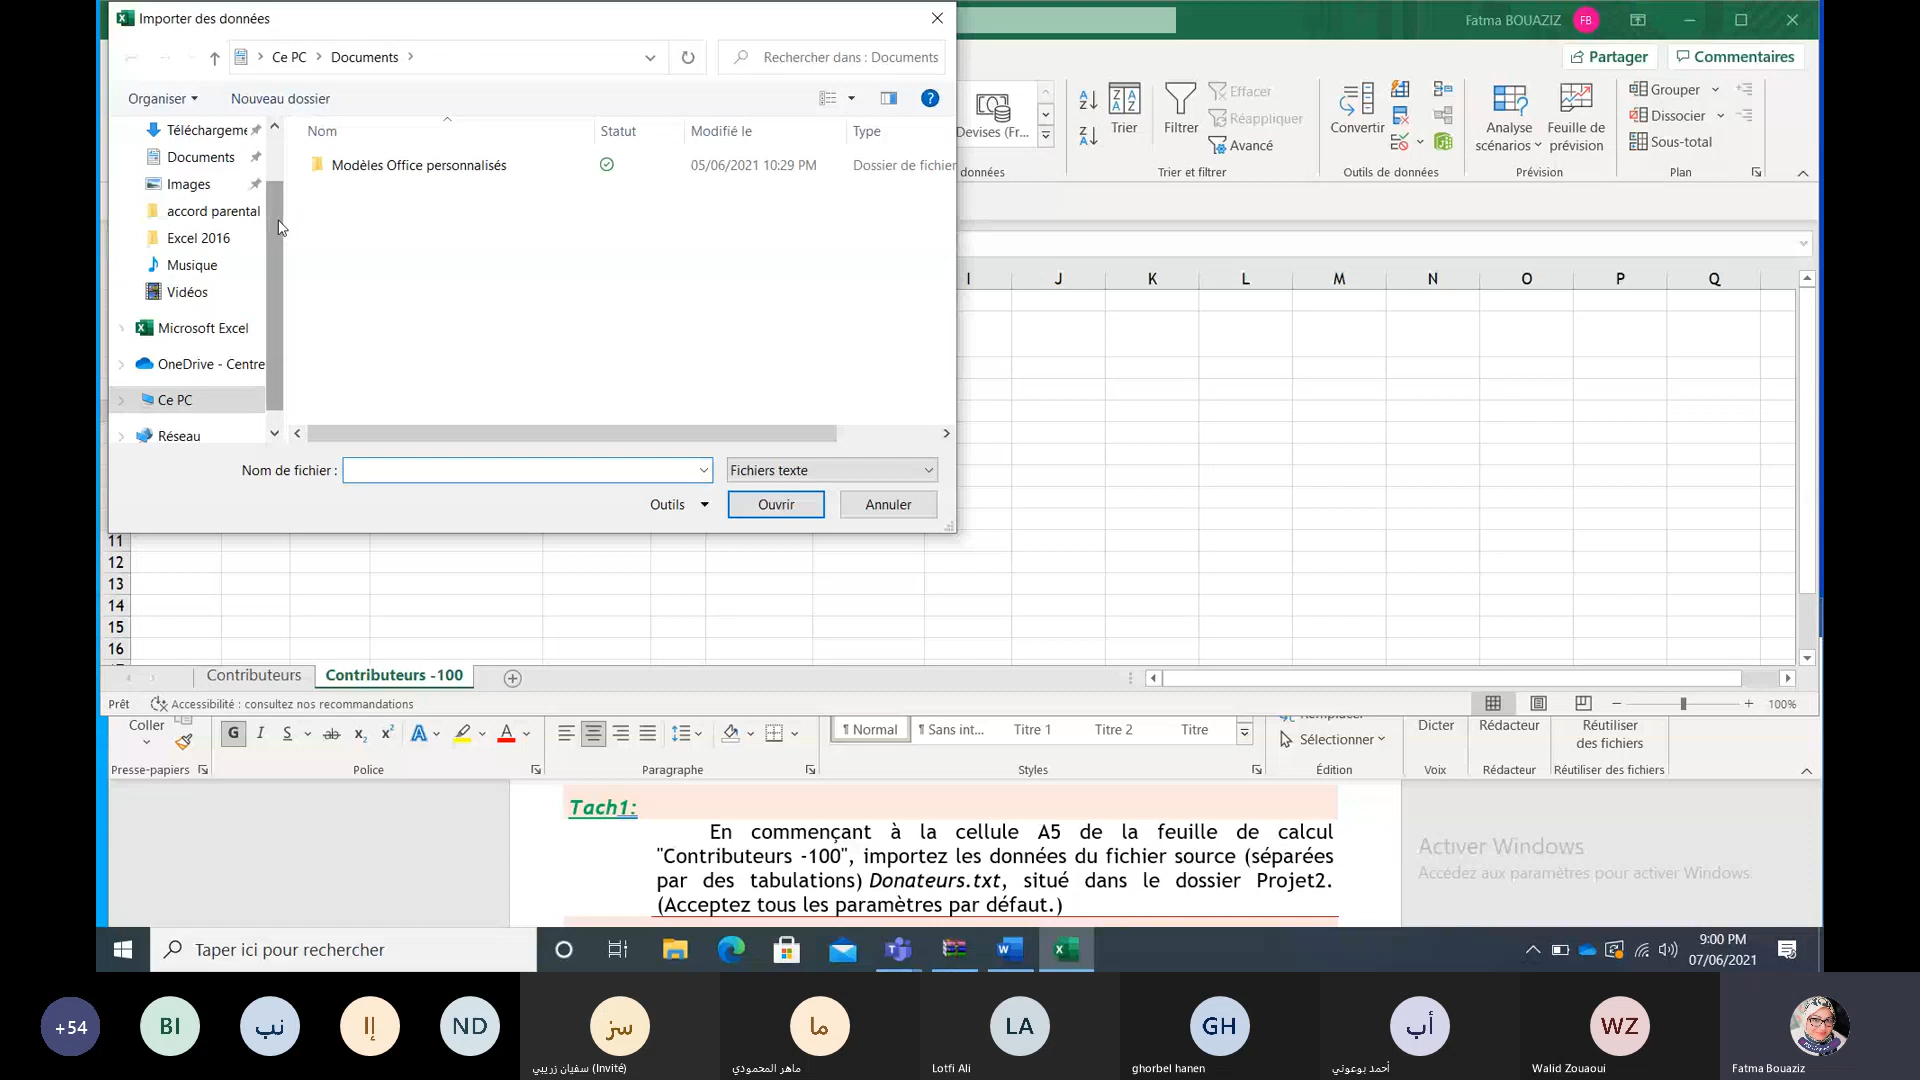 Importer des données
Fatma BOUAZIZ FB
Ce PC Documents
Rechercher dans : Documents
Partager Commentaires
Organiser Nouveau dossier
Téléchargeme
Documents
Images
accord parental
Excel 2016
Musique
Vidéos
Microsoft Excel
OneDrive - Centre
Ce PC
Réseau
Nom Statut Modifié le Type
Modèles Office personnalisés 05/06/2021 10:29 PM Dossier de fichier
Nom de fichier : Fichiers texte
Outils Ouvrir Annuler
Devises (Fr...
données
Trier
Filtrer
Effacer
Réappliquer
Avancé
Trier et filtrer
Convertir
Outils de données
Analyse
scénarios
Feuille de
prévision
Prévision
Grouper
Dissocier
Sous-total
Plan
I J K L M N O P Q
11
12
13
14
15
16
Contributeurs Contributeurs -100
Prêt Accessibilité : consultez nos recommandations 100%
Coller
Presse-papiers
G I S ab x₂ x² A A
Police
Paragraphe
¶ Normal ¶ Sans int... Titre 1 Titre 2 Titre
Styles
Remplacer
Sélectionner
Édition
Dicter
Voix
Rédacteur
Rédacteur
Réutiliser
des fichiers
Réutiliser des fichiers
Tach1:
En commençant à la cellule A5 de la feuille de calcul
"Contributeurs -100", importez les données du fichier source (séparées
par des tabulations) Donateurs.txt, situé dans le dossier Projet2.
(Acceptez tous les paramètres par défaut.)
Activer Windows
Accédez aux paramètres pour activer Windows.
Taper ici pour rechercher
9:00 PM
07/06/2021
+54 BI نب إا ND سز ما LA GH أب WZ
سفيان زريبي (Invité) ماهر المحمودي Lotfi Ali ghorbel hanen أحمد بوعوني Walid Zouaoui Fatma Bouaziz